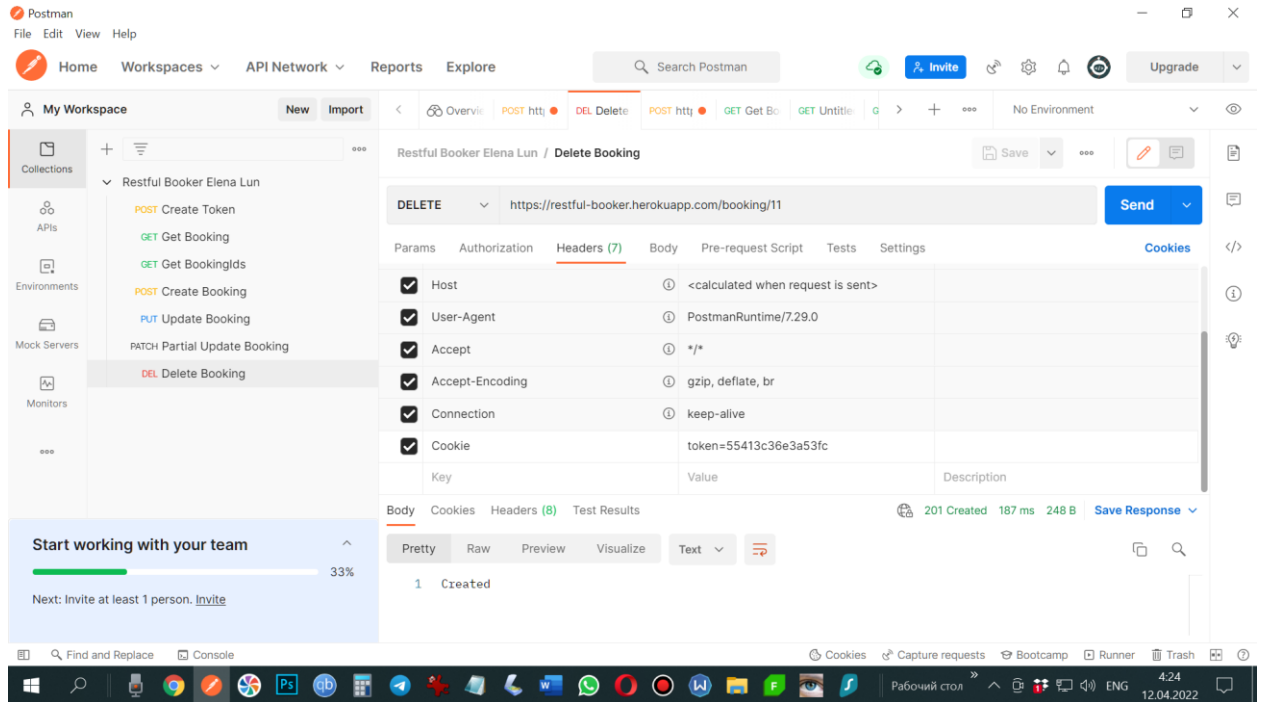 Postman
File Edit View Help
Home Workspaces API Network Reports Explore Search Postman Invite Upgrade
My Workspace New Import Overvie POST htt DEL Delete POST htt GET Get Bo GET Untitle G No Environment
Collections
APIs
Environments
Mock Servers
Monitors
Restful Booker Elena Lun
POST Create Token
GET Get Booking
GET Get BookingIds
POST Create Booking
PUT Update Booking
PATCH Partial Update Booking
DEL Delete Booking
Restful Booker Elena Lun / Delete Booking Save
DELETE https://restful-booker.herokuapp.com/booking/11 Send
Params Authorization Headers (7) Body Pre-request Script Tests Settings Cookies
Host <calculated when request is sent>
User-Agent PostmanRuntime/7.29.0
Accept */*
Accept-Encoding gzip, deflate, br
Connection keep-alive
Cookie token=55413c36e3a53fc
Key Value Description
Body Cookies Headers (8) Test Results 201 Created 187 ms 248 B Save Response
Pretty Raw Preview Visualize Text
1 Created
Start working with your team
33%
Next: Invite at least 1 person. Invite
Find and Replace Console Cookies Capture requests Bootcamp Runner Trash
Ps qb Рабочий стол ENG 4:24
12.04.2022